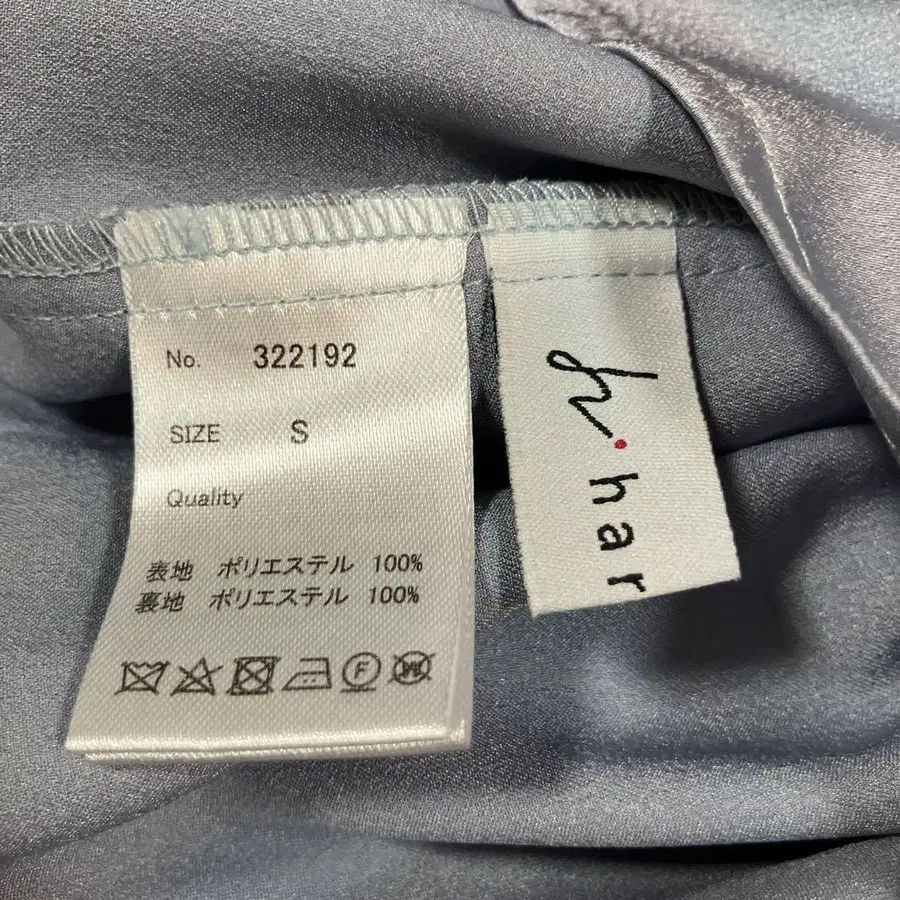 No. 322192
SIZE S
Quality
表地 ポリエステル 100%
裏地 ポリエステル 100%
F
W
h·har